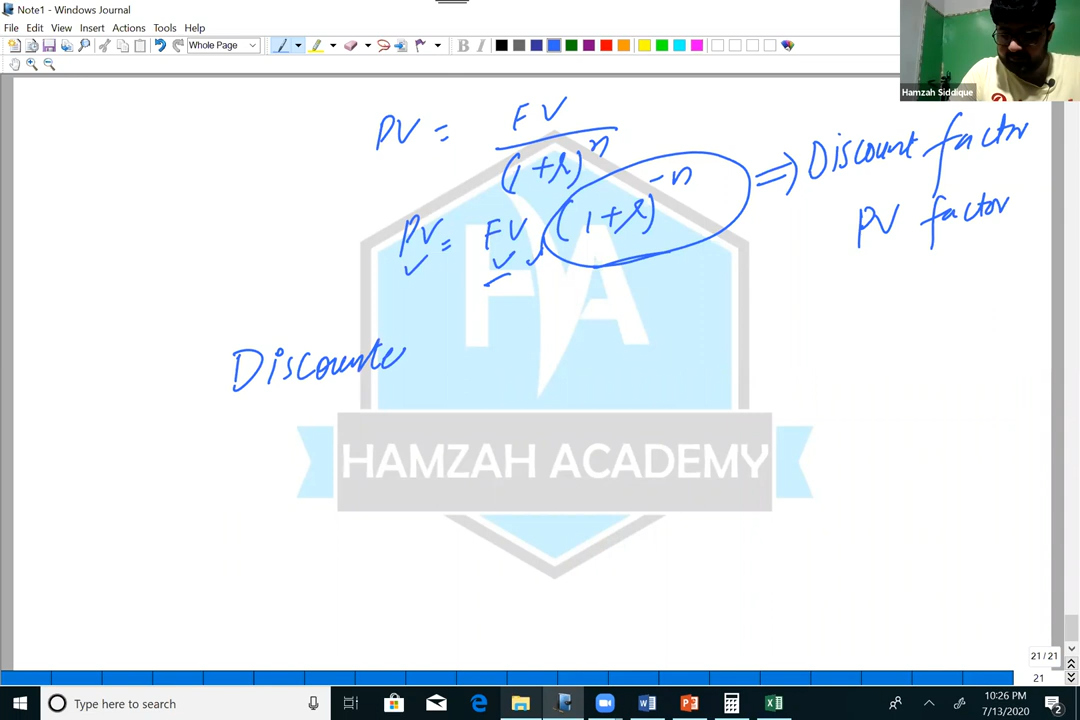 Note1 - Windows Journal
File Edit View Insert Actions Tools Help
Whole Page
B I
Hamzah Siddique
PV = FV
(1+r)^n
PV = FV (1+r)^-n ⇒ Discount factor
PV factor
Discounte
HA
HAMZAH ACADEMY
21 / 21
21
Type here to search
10:26 PM
7/13/2020
2